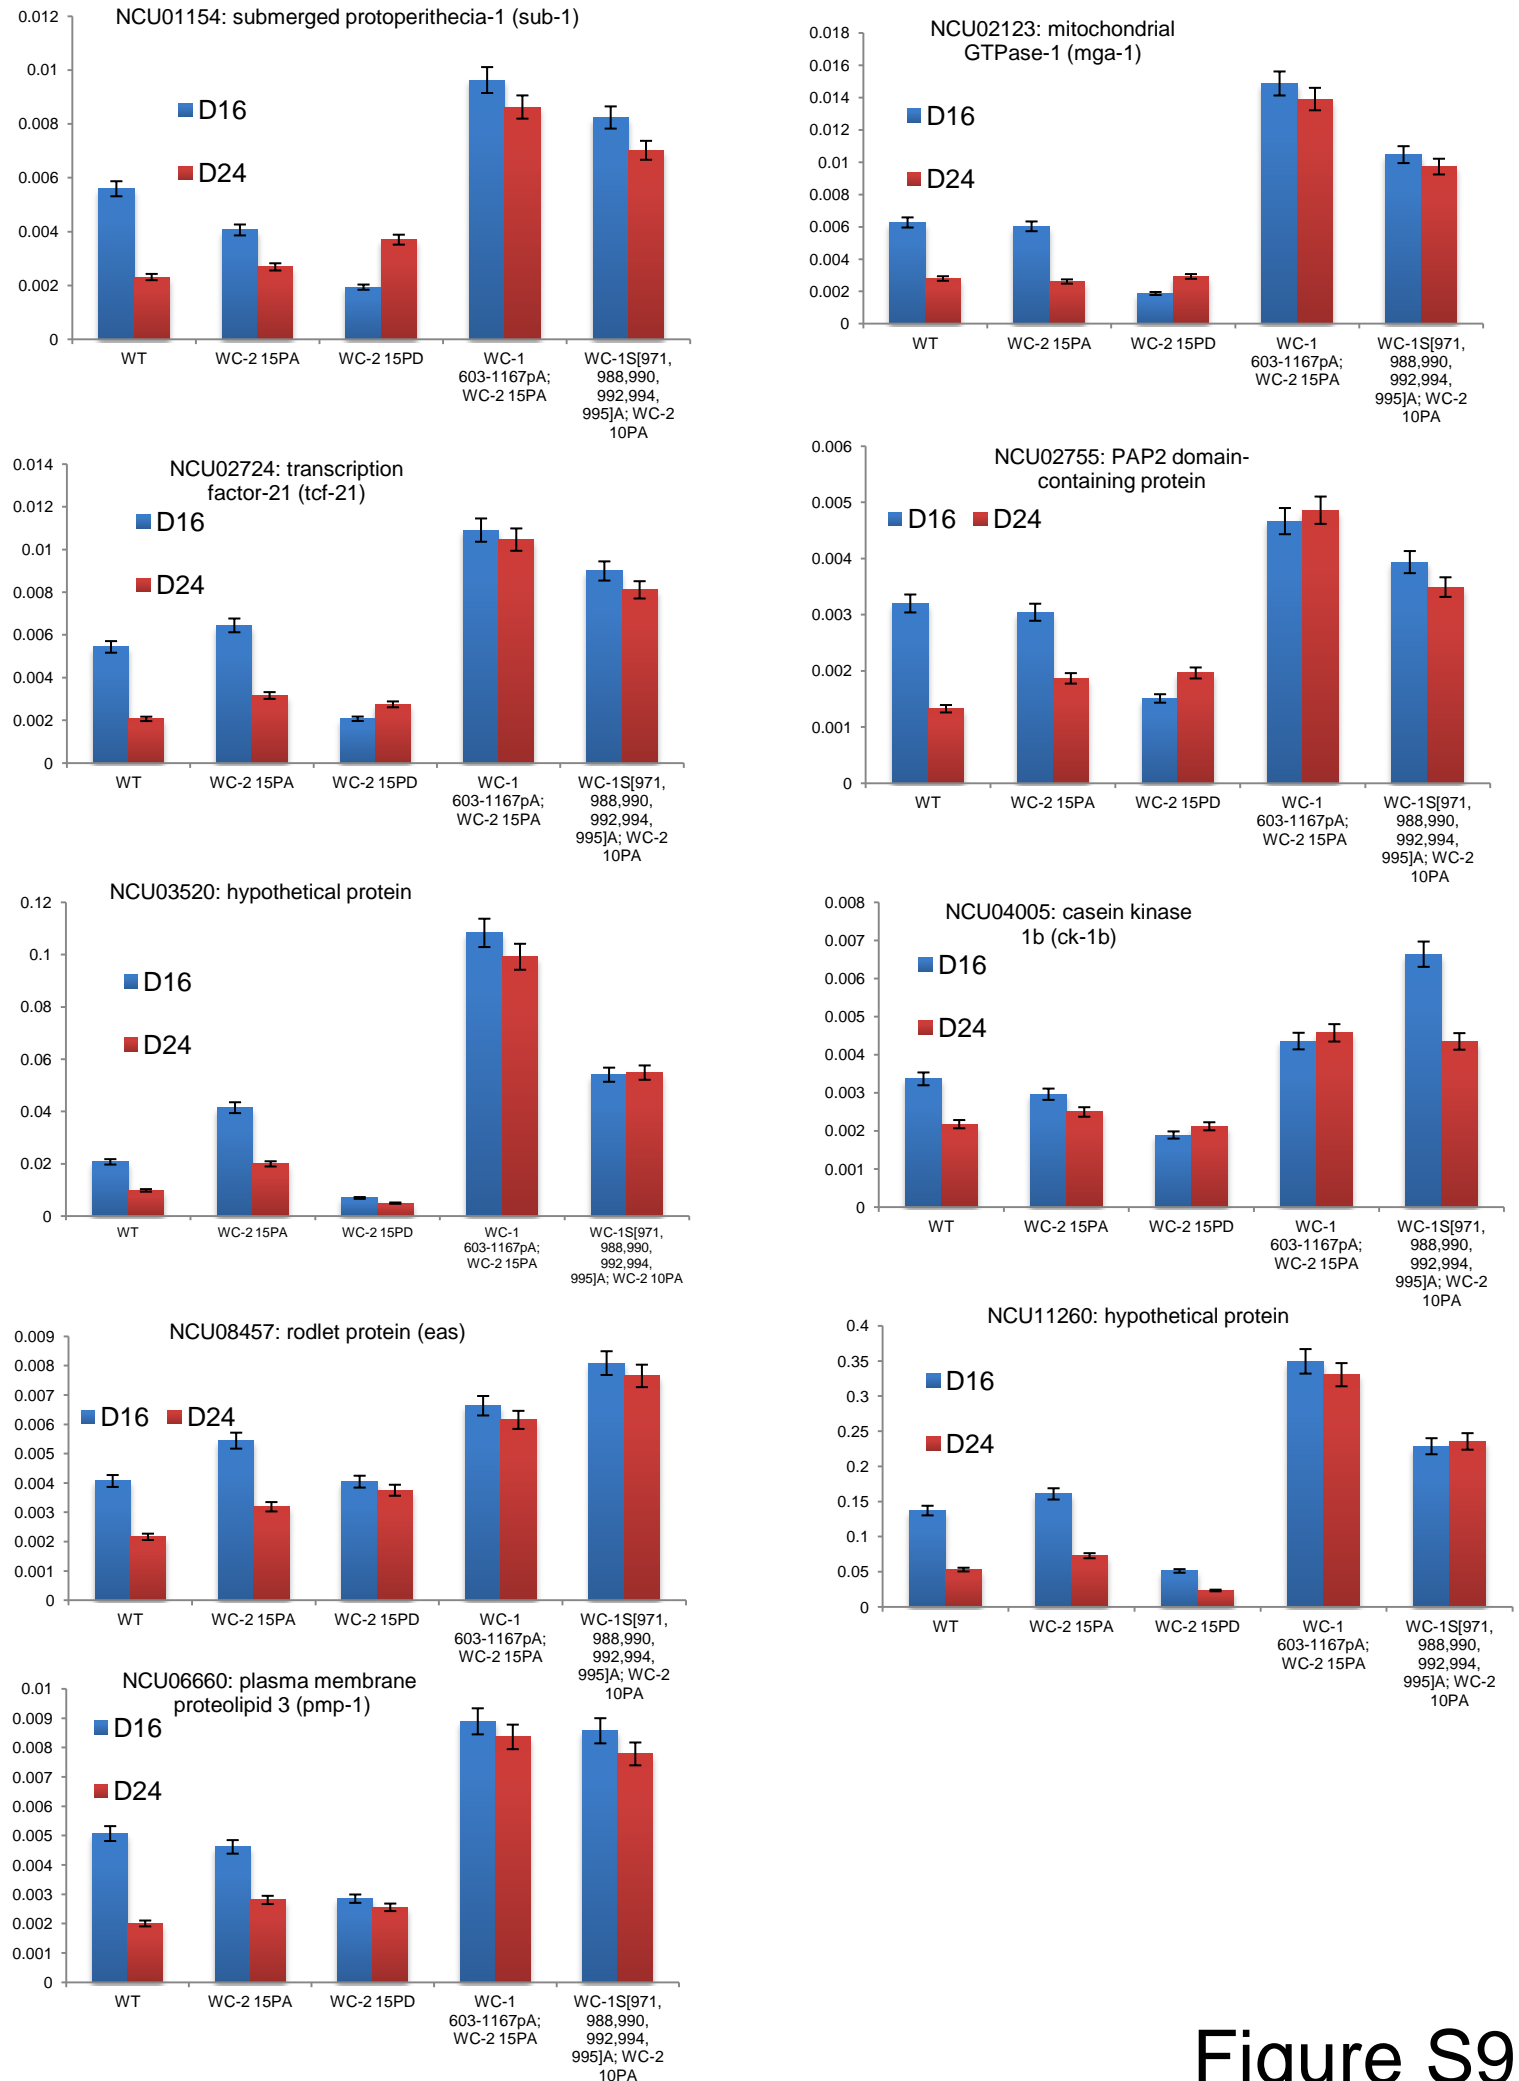 NCU01154: submerged protoperithecia-1 (sub-1)
0.012
0.01
0.008
0.006
0.004
0.002
0
D16
D24
WT
WC-2 15PA
WC-2 15PD
WC-1
603-1167pA;
WC-2 15PA
WC-1S[971,
988,990,
992,994,
995]A; WC-2
10PA
NCU02123: mitochondrial
GTPase-1 (mga-1)
0.018
0.016
0.014
0.012
0.01
0.008
0.006
0.004
0.002
0
D16
D24
WT
WC-2 15PA
WC-2 15PD
WC-1
603-1167pA;
WC-2 15PA
WC-1S[971,
988,990,
992,994,
995]A; WC-2
10PA
NCU02724: transcription
factor-21 (tcf-21)
0.014
0.012
0.01
0.008
0.006
0.004
0.002
0
D16
D24
WT
WC-2 15PA
WC-2 15PD
WC-1
603-1167pA;
WC-2 15PA
WC-1S[971,
988,990,
992,994,
995]A; WC-2
10PA
NCU02755: PAP2 domain-
containing protein
0.006
0.005
0.004
0.003
0.002
0.001
0
D16 D24
WT
WC-2 15PA
WC-2 15PD
WC-1
603-1167pA;
WC-2 15PA
WC-1S[971,
988,990,
992,994,
995]A; WC-2
10PA
NCU03520: hypothetical protein
0.12
0.1
0.08
0.06
0.04
0.02
0
D16
D24
WT
WC-2 15PA
WC-2 15PD
WC-1
603-1167pA;
WC-2 15PA
WC-1S[971,
988,990,
992,994,
995]A; WC-2 10PA
NCU04005: casein kinase
1b (ck-1b)
0.008
0.007
0.006
0.005
0.004
0.003
0.002
0.001
0
D16
D24
WT
WC-2 15PA
WC-2 15PD
WC-1
603-1167pA;
WC-2 15PA
WC-1S[971,
988,990,
992,994,
995]A; WC-2
10PA
NCU08457: rodlet protein (eas)
0.009
0.008
0.007
0.006
0.005
0.004
0.003
0.002
0.001
0
D16 D24
WT
WC-2 15PA
WC-2 15PD
WC-1
603-1167pA;
WC-2 15PA
WC-1S[971,
988,990,
992,994,
995]A; WC-2
10PA
NCU11260: hypothetical protein
0.4
0.35
0.3
0.25
0.2
0.15
0.1
0.05
0
D16
D24
WT
WC-2 15PA
WC-2 15PD
WC-1
603-1167pA;
WC-2 15PA
WC-1S[971,
988,990,
992,994,
995]A; WC-2
10PA
NCU06660: plasma membrane
proteolipid 3 (pmp-1)
0.01
0.009
0.008
0.007
0.006
0.005
0.004
0.003
0.002
0.001
0
D16
D24
WT
WC-2 15PA
WC-2 15PD
WC-1
603-1167pA;
WC-2 15PA
WC-1S[971,
988,990,
992,994,
995]A; WC-2
10PA
Figure S9